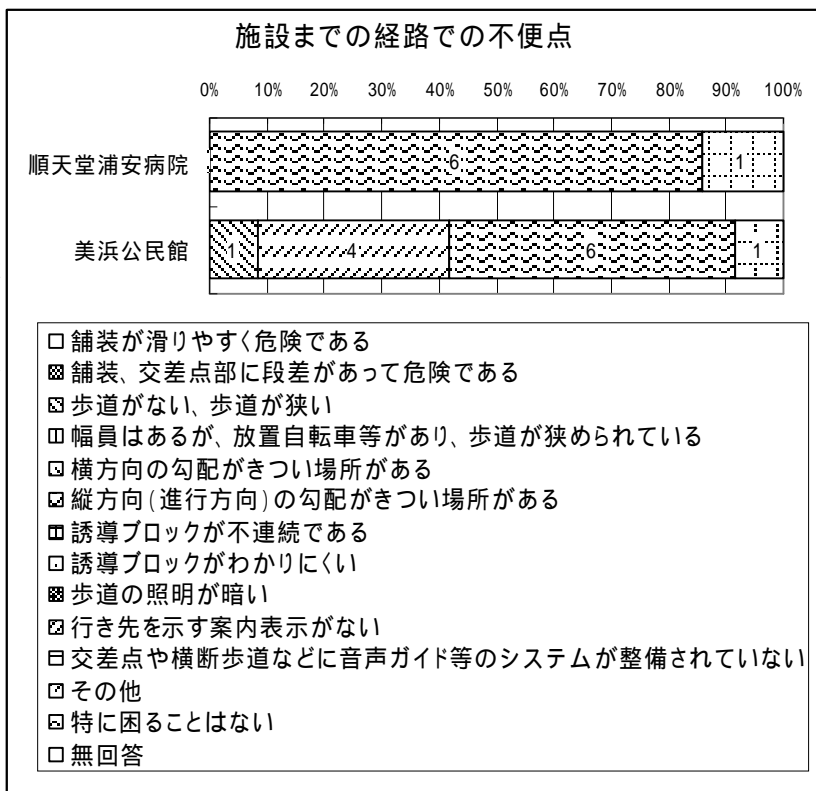 施設までの経路での不便点
0% 10% 20% 30% 40% 50% 60% 70% 80% 90% 100%
順天堂浦安病院 6 1
美浜公民館 1 4 6 1
舗装が滑りやすく危険である
舗装、交差点部に段差があって危険である
歩道がない、歩道が狭い
幅員はあるが、放置自転車等があり、歩道が狭められている
横方向の勾配がきつい場所がある
縦方向(進行方向)の勾配がきつい場所がある
誘導ブロックが不連続である
誘導ブロックがわかりにくい
歩道の照明が暗い
行き先を示す案内表示がない
交差点や横断歩道などに音声ガイド等のシステムが整備されていない
その他
特に困ることはない
無回答